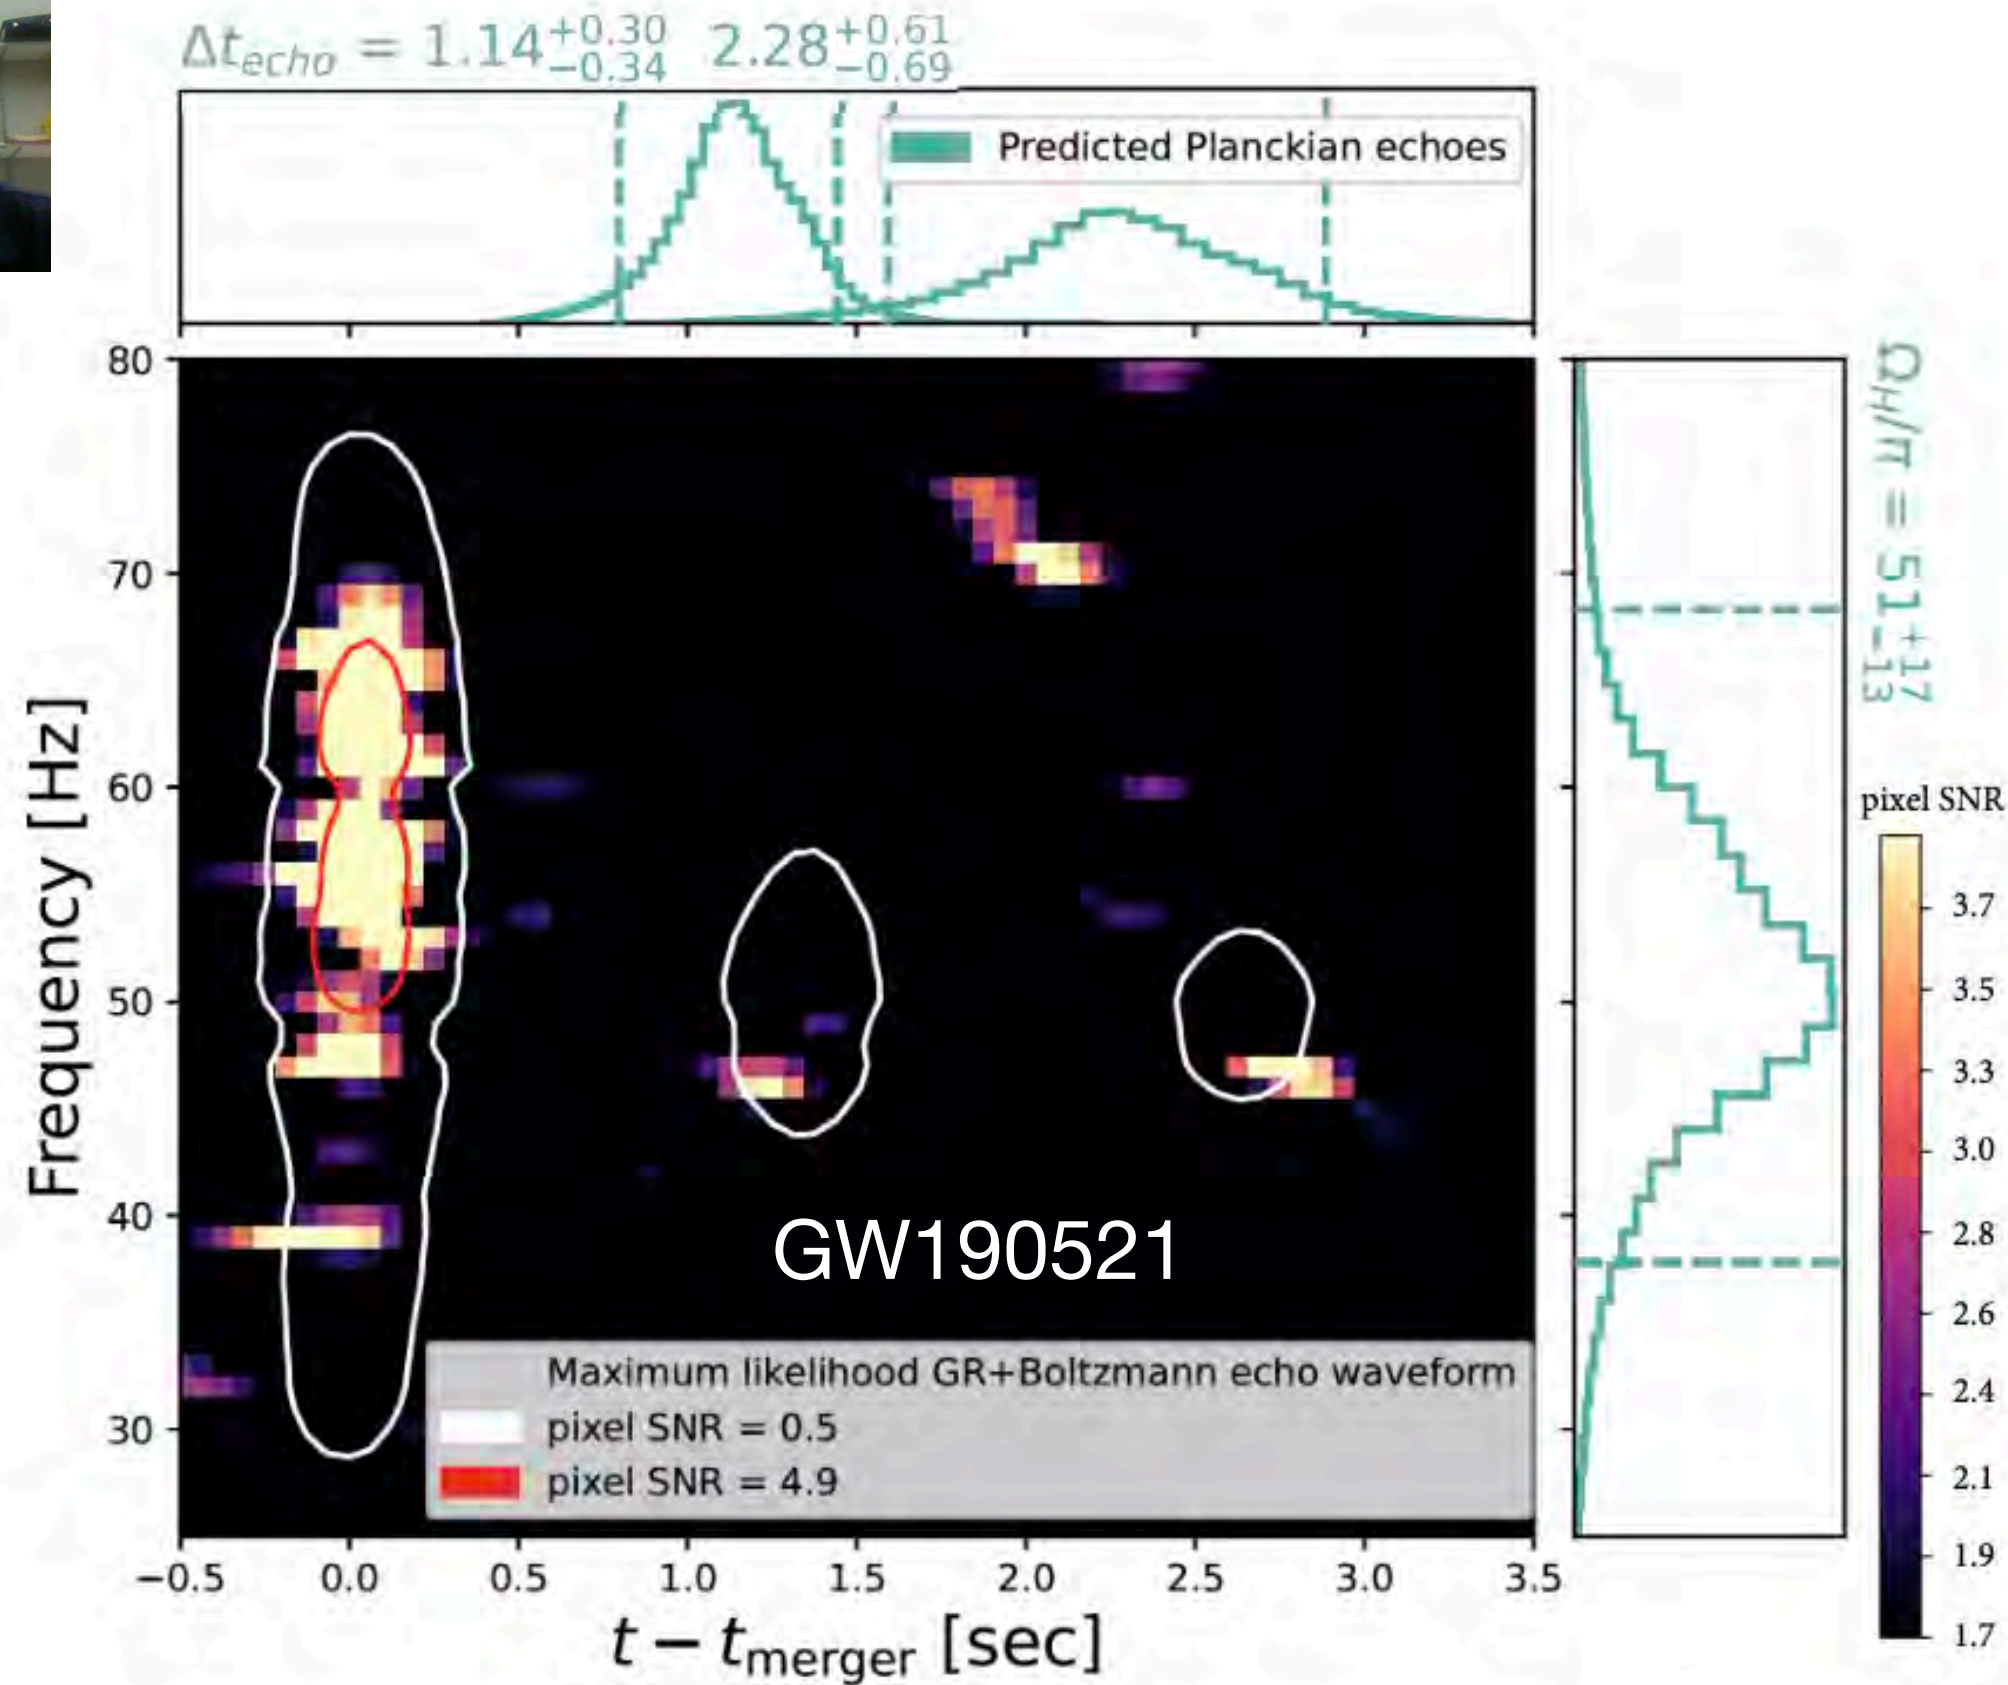 Δt_echo = 1.14^{+0.30}_{−0.34} 2.28^{+0.61}_{−0.69}
Predicted Planckian echoes
80
70
60
50
40
30
Frequency [Hz]
Ω_H/π = 51^{+17}_{−13}
pixel SNR
3.7
3.5
3.3
3.0
2.8
2.6
2.4
2.1
1.9
1.7
GW190521
Maximum likelihood GR+Boltzmann echo waveform
pixel SNR = 0.5
pixel SNR = 4.9
−0.5 0.0 0.5 1.0 1.5 2.0 2.5 3.0 3.5
t − t_merger [sec]